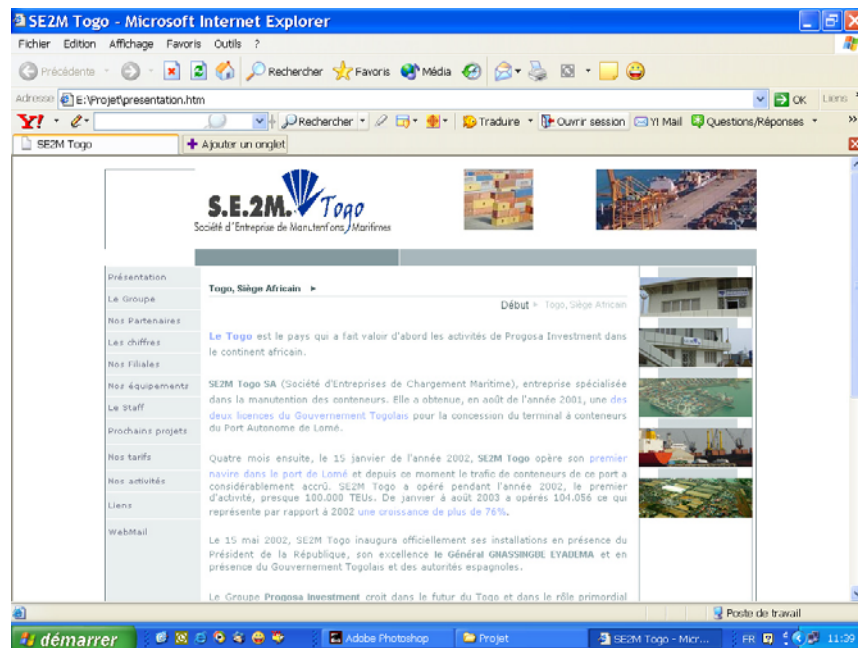 SE2M Togo - Microsoft Internet Explorer
Fichier Edition Affichage Favoris Outils ?
Précédente Rechercher Favoris Média
Adresse E:\Projet\presentation.htm OK Liens
Y! Rechercher Traduire Ouvrir session Y! Mail Questions/Réponses »
SE2M Togo Ajouter un onglet
S.E.2M. Togo
Société d'Entreprise de Manutentions Maritimes
Présentation
Le Groupe
Nos Partenaires
Les chiffres
Nos Filiales
Nos équipements
Le Staff
Prochains projets
Nos tarifs
Nos activités
Liens
WebMail
Togo, Siège Africain
Début Togo, Siège Africain
Le Togo est le pays qui a fait valoir d'abord les activités de Progosa Investment dans
le continent africain.
SE2M Togo SA (Société d'Entreprises de Chargement Maritime), entreprise spécialisée
dans la manutention des conteneurs. Elle a obtenue, en août de l'année 2001, une des
deux licences du Gouvernement Togolais pour la concession du terminal à conteneurs
du Port Autonome de Lomé.
Quatre mois ensuite, le 15 janvier de l'année 2002, SE2M Togo opère son premier
navire dans le port de Lomé et depuis ce moment le trafic de conteneurs de ce port a
considérablement accrû. SE2M Togo a opéré pendant l'année 2002, le premier
d'activité, presque 100.000 TEUs. De janvier à août 2003 a opérés 104.056 ce qui
représente par rapport à 2002 une croissance de plus de 76%.
Le 15 mai 2002, SE2M Togo inaugura officiellement ses installations en présence du
Président de la République, son excellence le Général GNASSINGBE EYADEMA et en
présence du Gouvernement Togolais et des autorités espagnoles.
Le Groupe Progosa Investment croit dans le futur du Togo et dans le rôle primordial
Poste de travail
démarrer Adobe Photoshop Projet SE2M Togo - Micr... FR 11:39